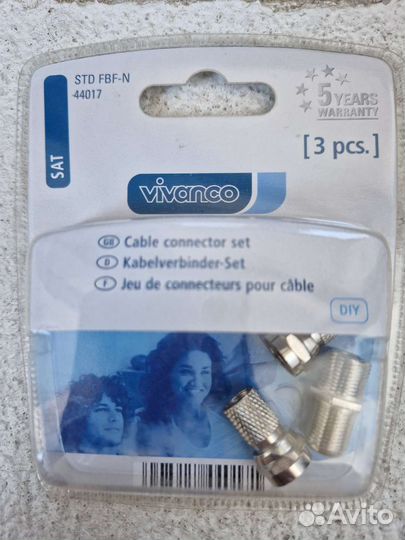 STD FBF-N
44017
5 YEARS
WARRANTY
[3 pcs.]
SAT
vivanco
GB Cable connector set
D Kabelverbinder-Set
F Jeu de connecteurs pour câble
DIY
Avito